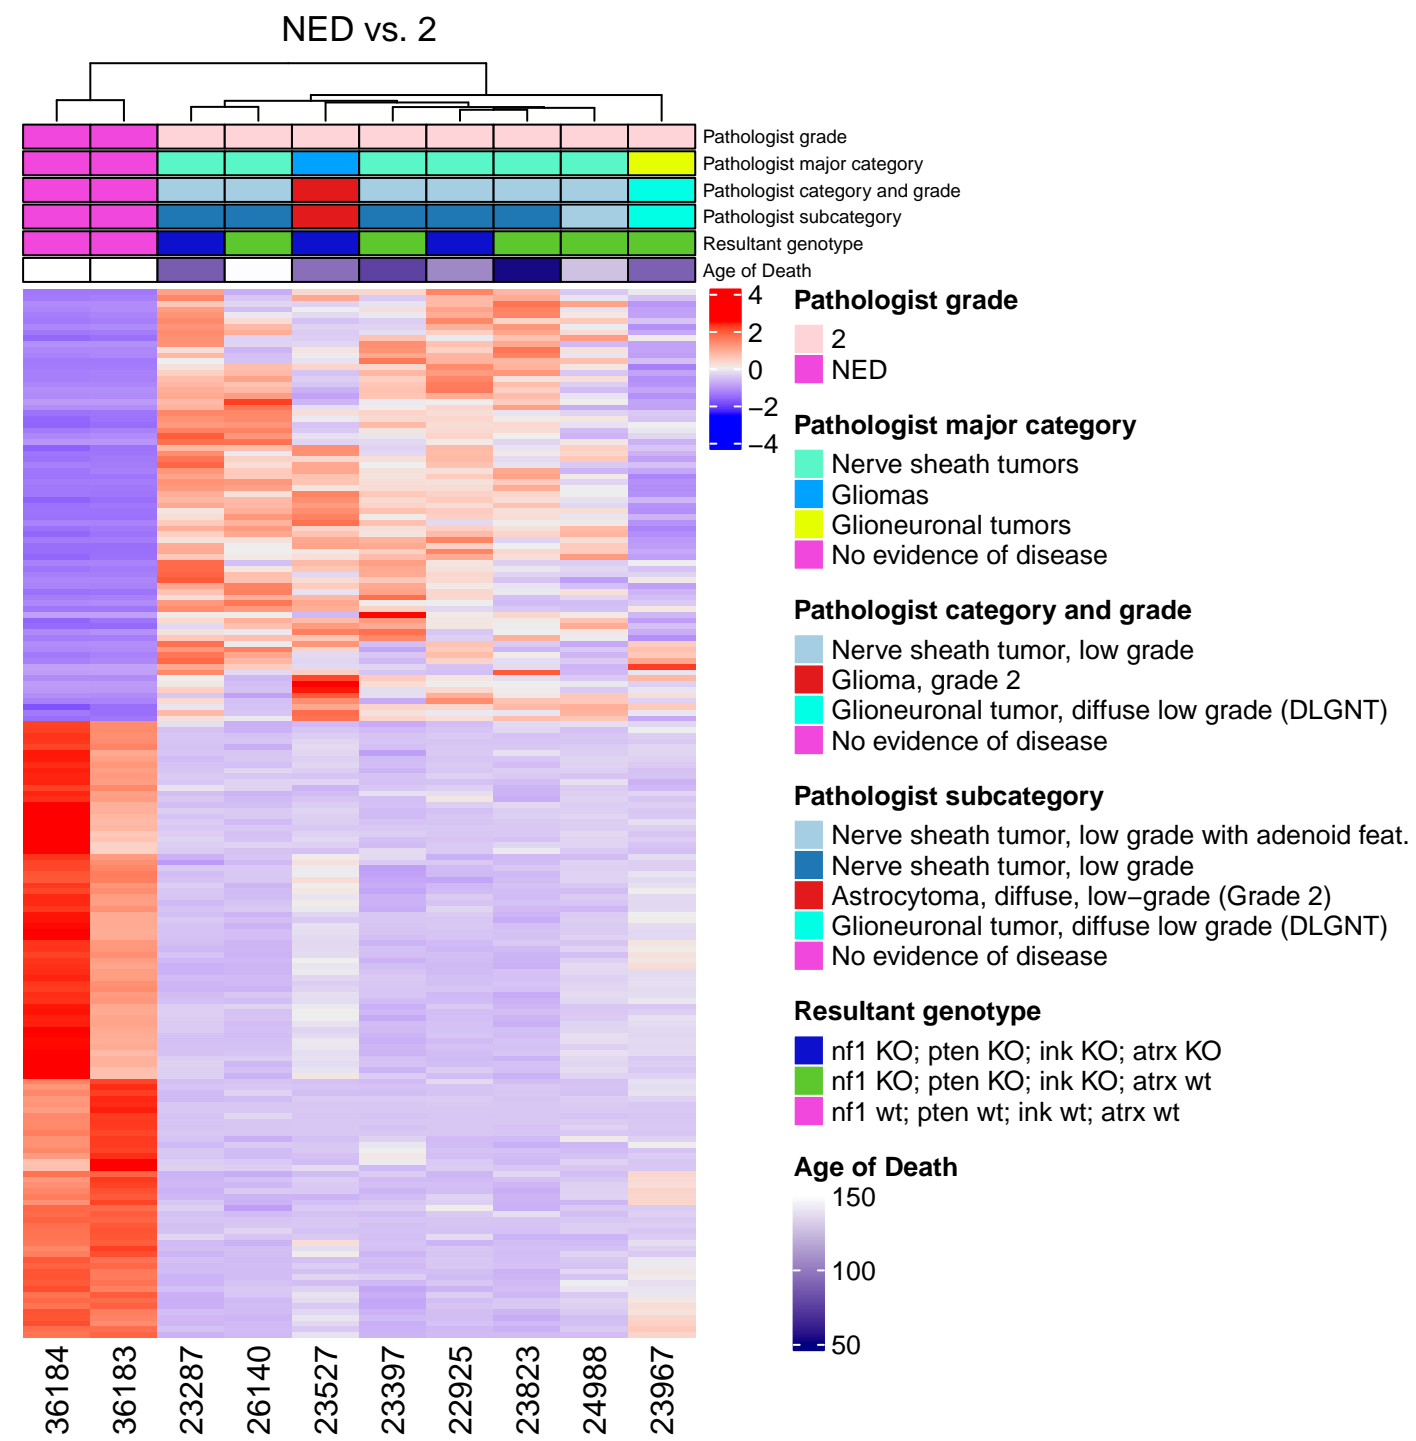 NED vs. 2
Pathologist grade
Pathologist major category
Pathologist category and grade
Pathologist subcategory
Resultant genotype
Age of Death
4
2
0
−2
−4
Pathologist grade
2
NED
Pathologist major category
Nerve sheath tumors
Gliomas
Glioneuronal tumors
No evidence of disease
Pathologist category and grade
Nerve sheath tumor, low grade
Glioma, grade 2
Glioneuronal tumor, diffuse low grade (DLGNT)
No evidence of disease
Pathologist subcategory
Nerve sheath tumor, low grade with adenoid feat.
Nerve sheath tumor, low grade
Astrocytoma, diffuse, low−grade (Grade 2)
Glioneuronal tumor, diffuse low grade (DLGNT)
No evidence of disease
Resultant genotype
nf1 KO; pten KO; ink KO; atrx KO
nf1 KO; pten KO; ink KO; atrx wt
nf1 wt; pten wt; ink wt; atrx wt
Age of Death
150
100
50
36184
36183
23287
26140
23527
23397
22925
23823
24988
23967